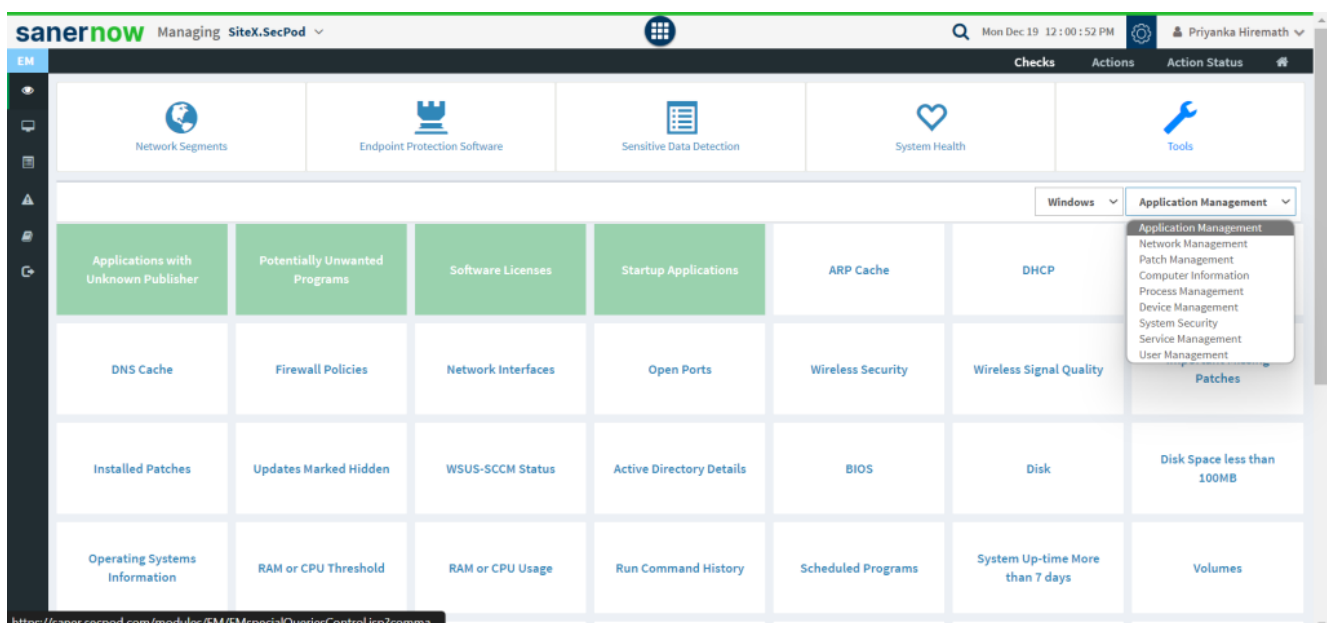 sanernow Managing SiteX.SecPod
Mon Dec 19 12:00:52 PM
Priyanka Hiremath
EM
Checks Actions Action Status
Network Segments
Endpoint Protection Software
Sensitive Data Detection
System Health
Tools
Windows
Application Management
Application Management
Network Management
Patch Management
Computer Information
Process Management
Device Management
System Security
Service Management
User Management
Applications with
Unknown Publisher
Potentially Unwanted
Programs
Software Licenses
Startup Applications
ARP Cache
DHCP
DNS Cache
Firewall Policies
Network Interfaces
Open Ports
Wireless Security
Wireless Signal Quality
Patches
Installed Patches
Updates Marked Hidden
WSUS-SCCM Status
Active Directory Details
BIOS
Disk
Disk Space less than
100MB
Operating Systems
Information
RAM or CPU Threshold
RAM or CPU Usage
Run Command History
Scheduled Programs
System Up-time More
than 7 days
Volumes